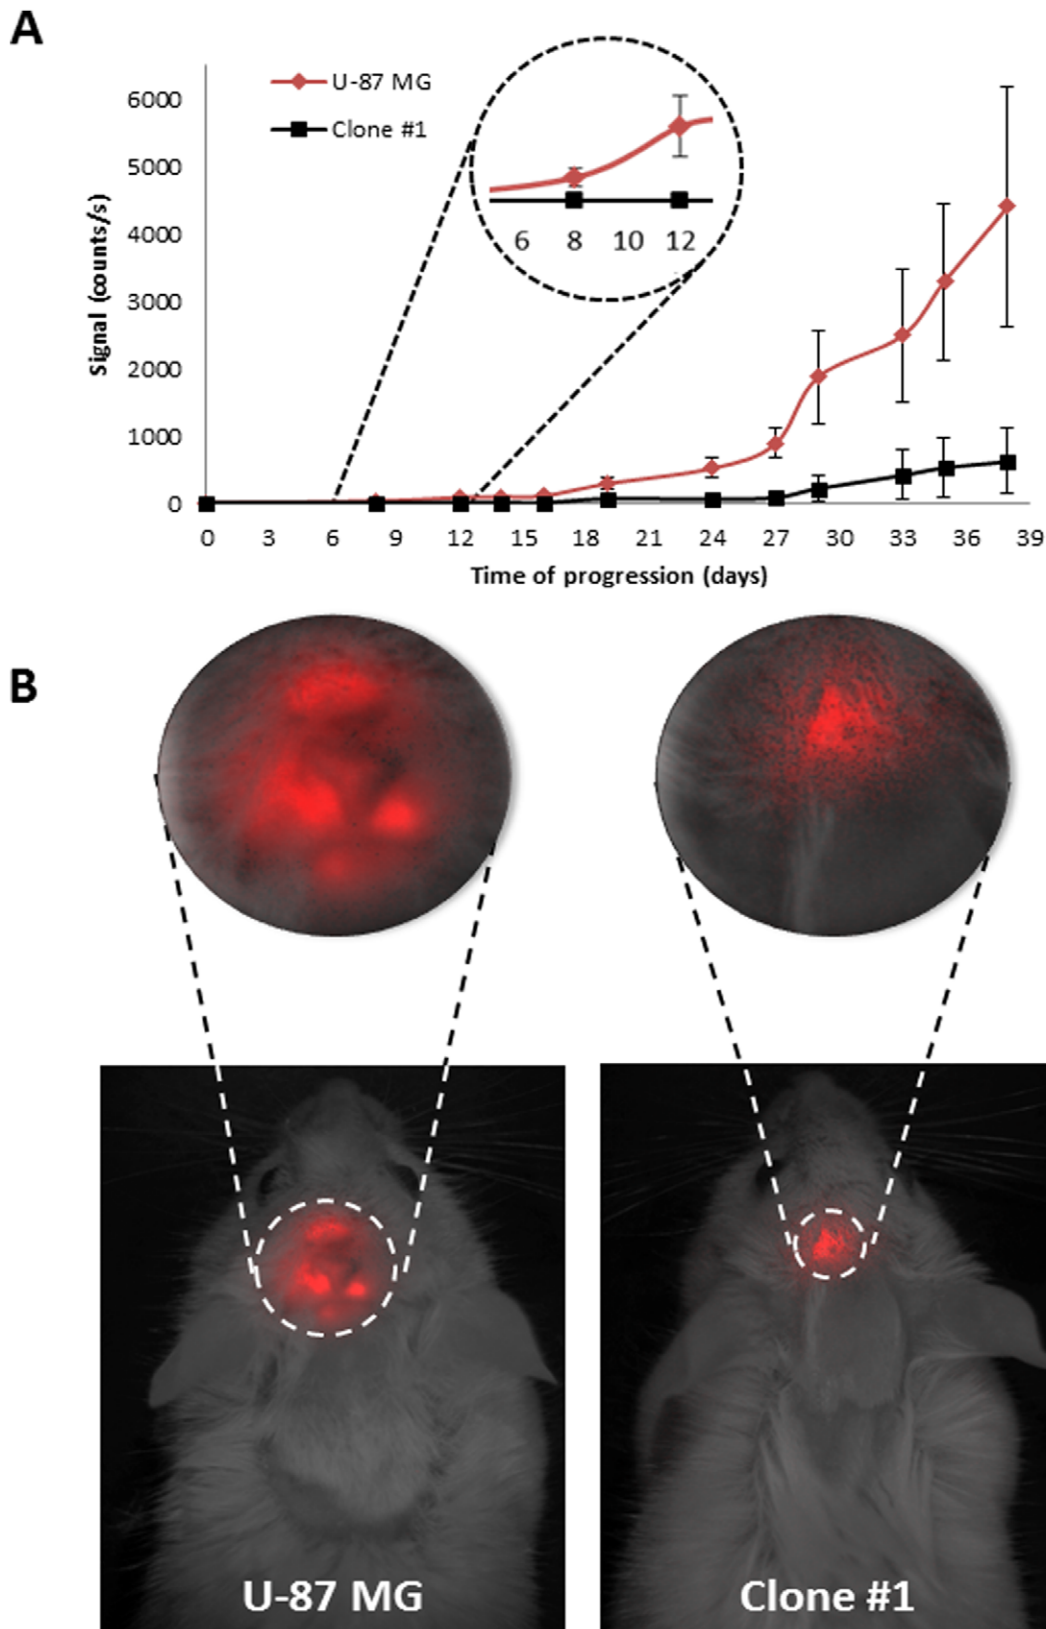 A
U-87 MG
Clone #1
Signal (counts/s)
6000
5000
4000
3000
2000
1000
0
6 8 10 12
0 3 6 9 12 15 18 21 24 27 30 33 36 39
Time of progression (days)
B
U-87 MG
Clone #1